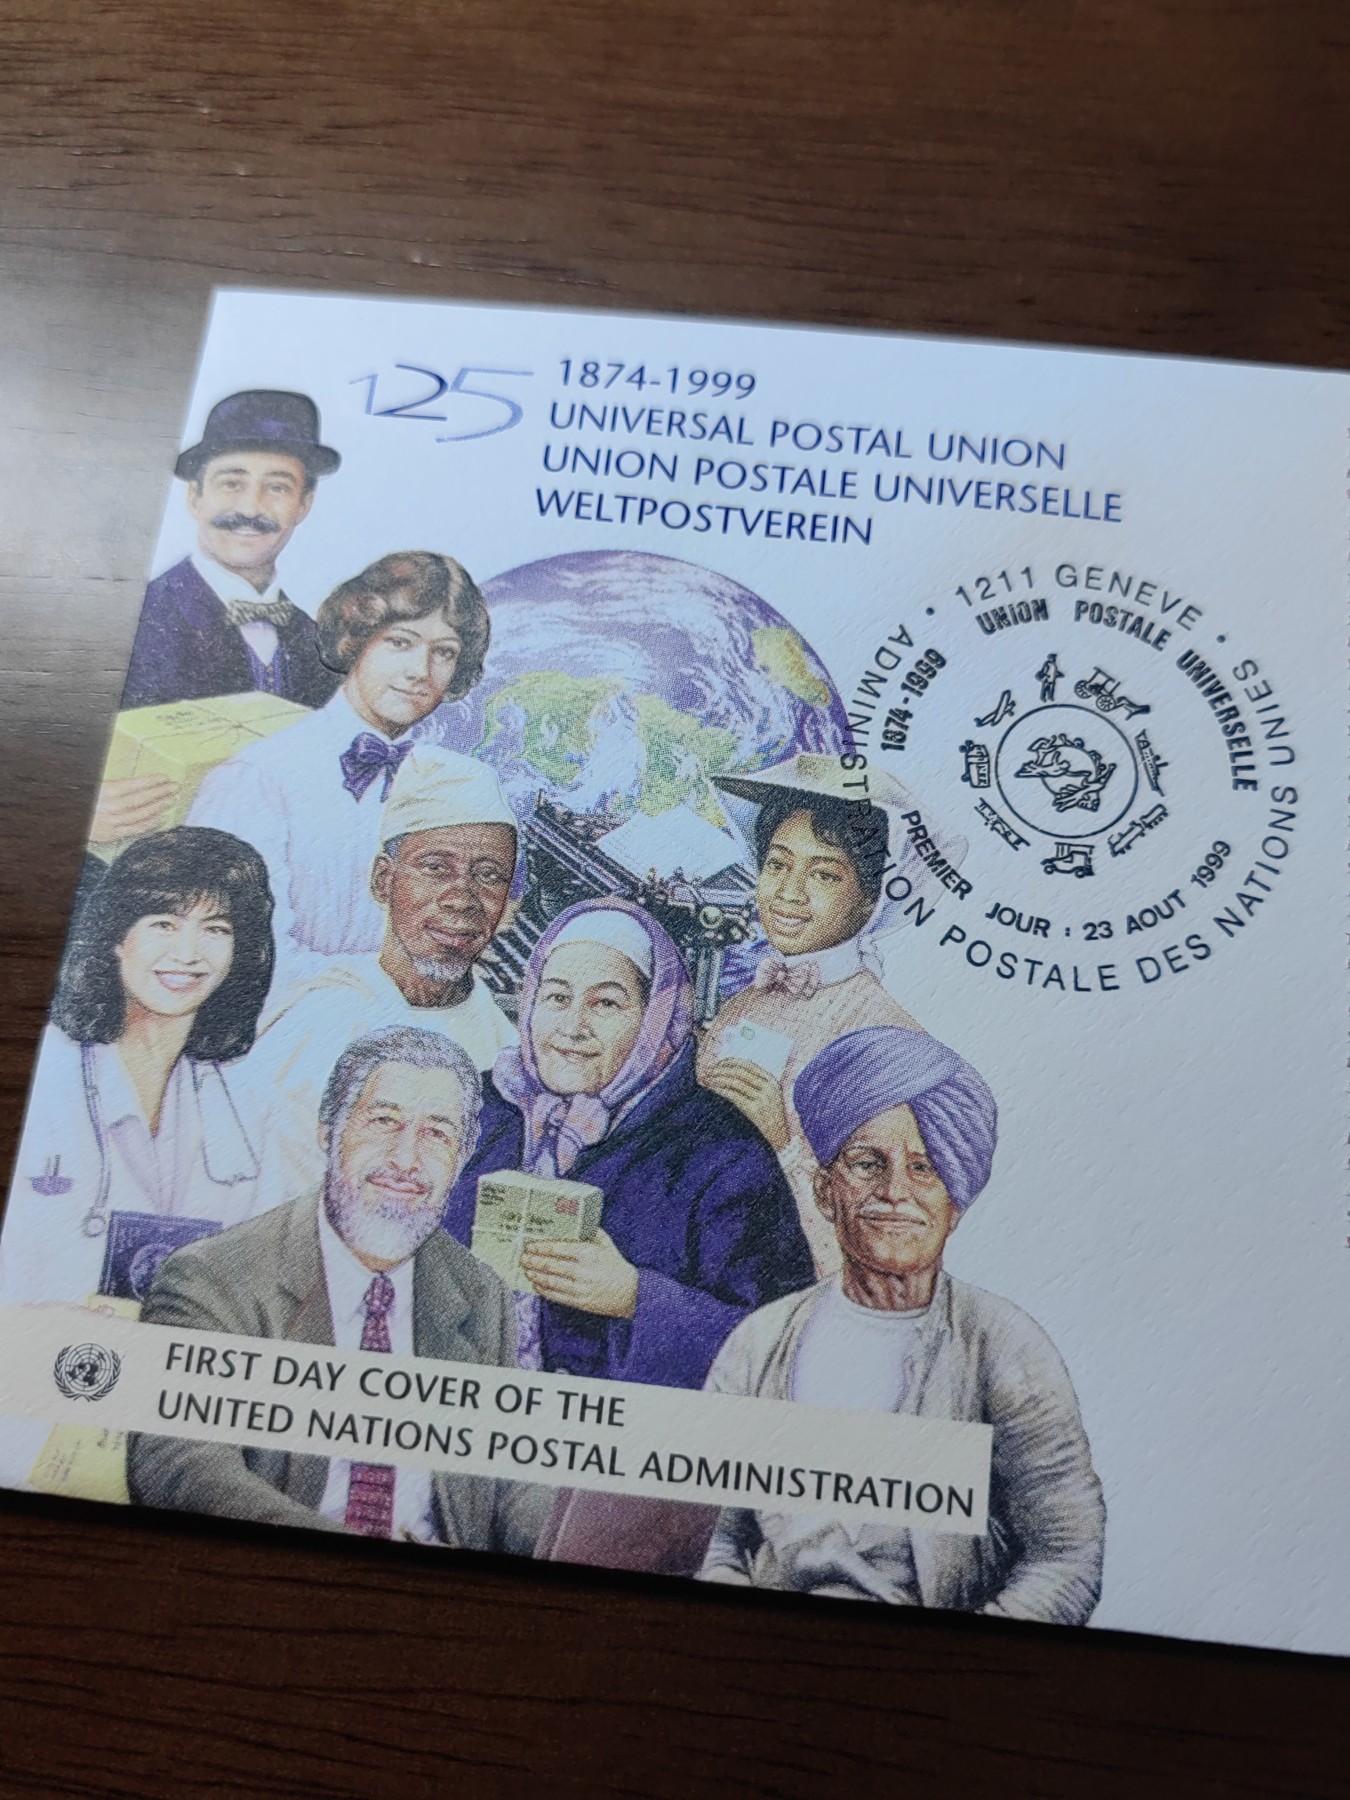 125
1874-1999
UNIVERSAL POSTAL UNION
UNION POSTALE UNIVERSELLE
WELTPOSTVEREIN
ADMINISTRATION POSTALE DES NATIONS UNIES • 1211 GENEVE •
1874-1999 UNION POSTALE UNIVERSELLE
PREMIER JOUR : 23 AOUT 1999
FIRST DAY COVER OF THE
UNITED NATIONS POSTAL ADMINISTRATION